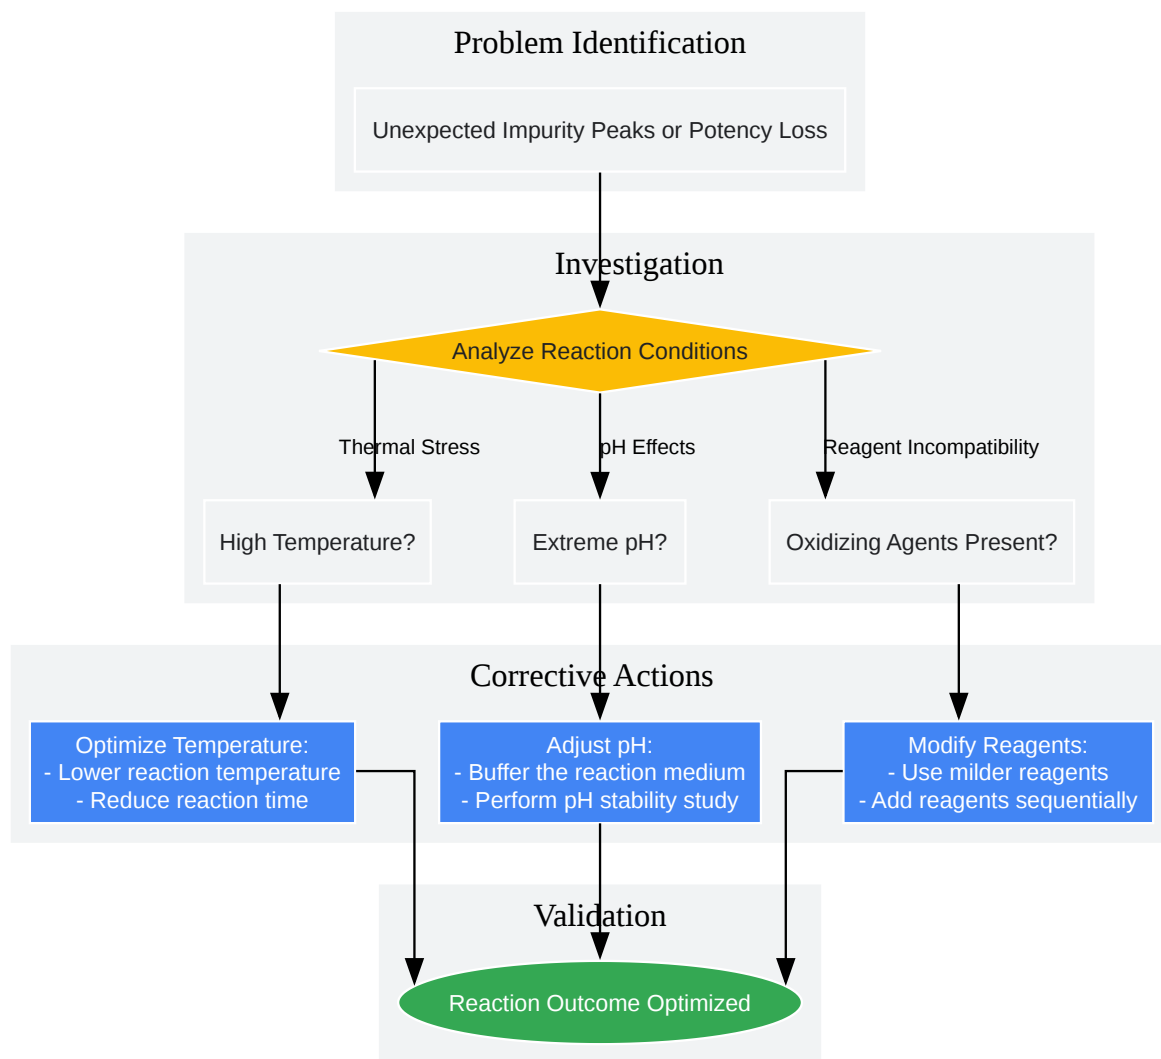 Problem Identification
Unexpected Impurity Peaks or Potency Loss
Investigation
Analyze Reaction Conditions
Thermal Stress
pH Effects
Reagent Incompatibility
High Temperature?
Extreme pH?
Oxidizing Agents Present?
Corrective Actions
Optimize Temperature:
- Lower reaction temperature
- Reduce reaction time
Adjust pH:
- Buffer the reaction medium
- Perform pH stability study
Modify Reagents:
- Use milder reagents
- Add reagents sequentially
Validation
Reaction Outcome Optimized